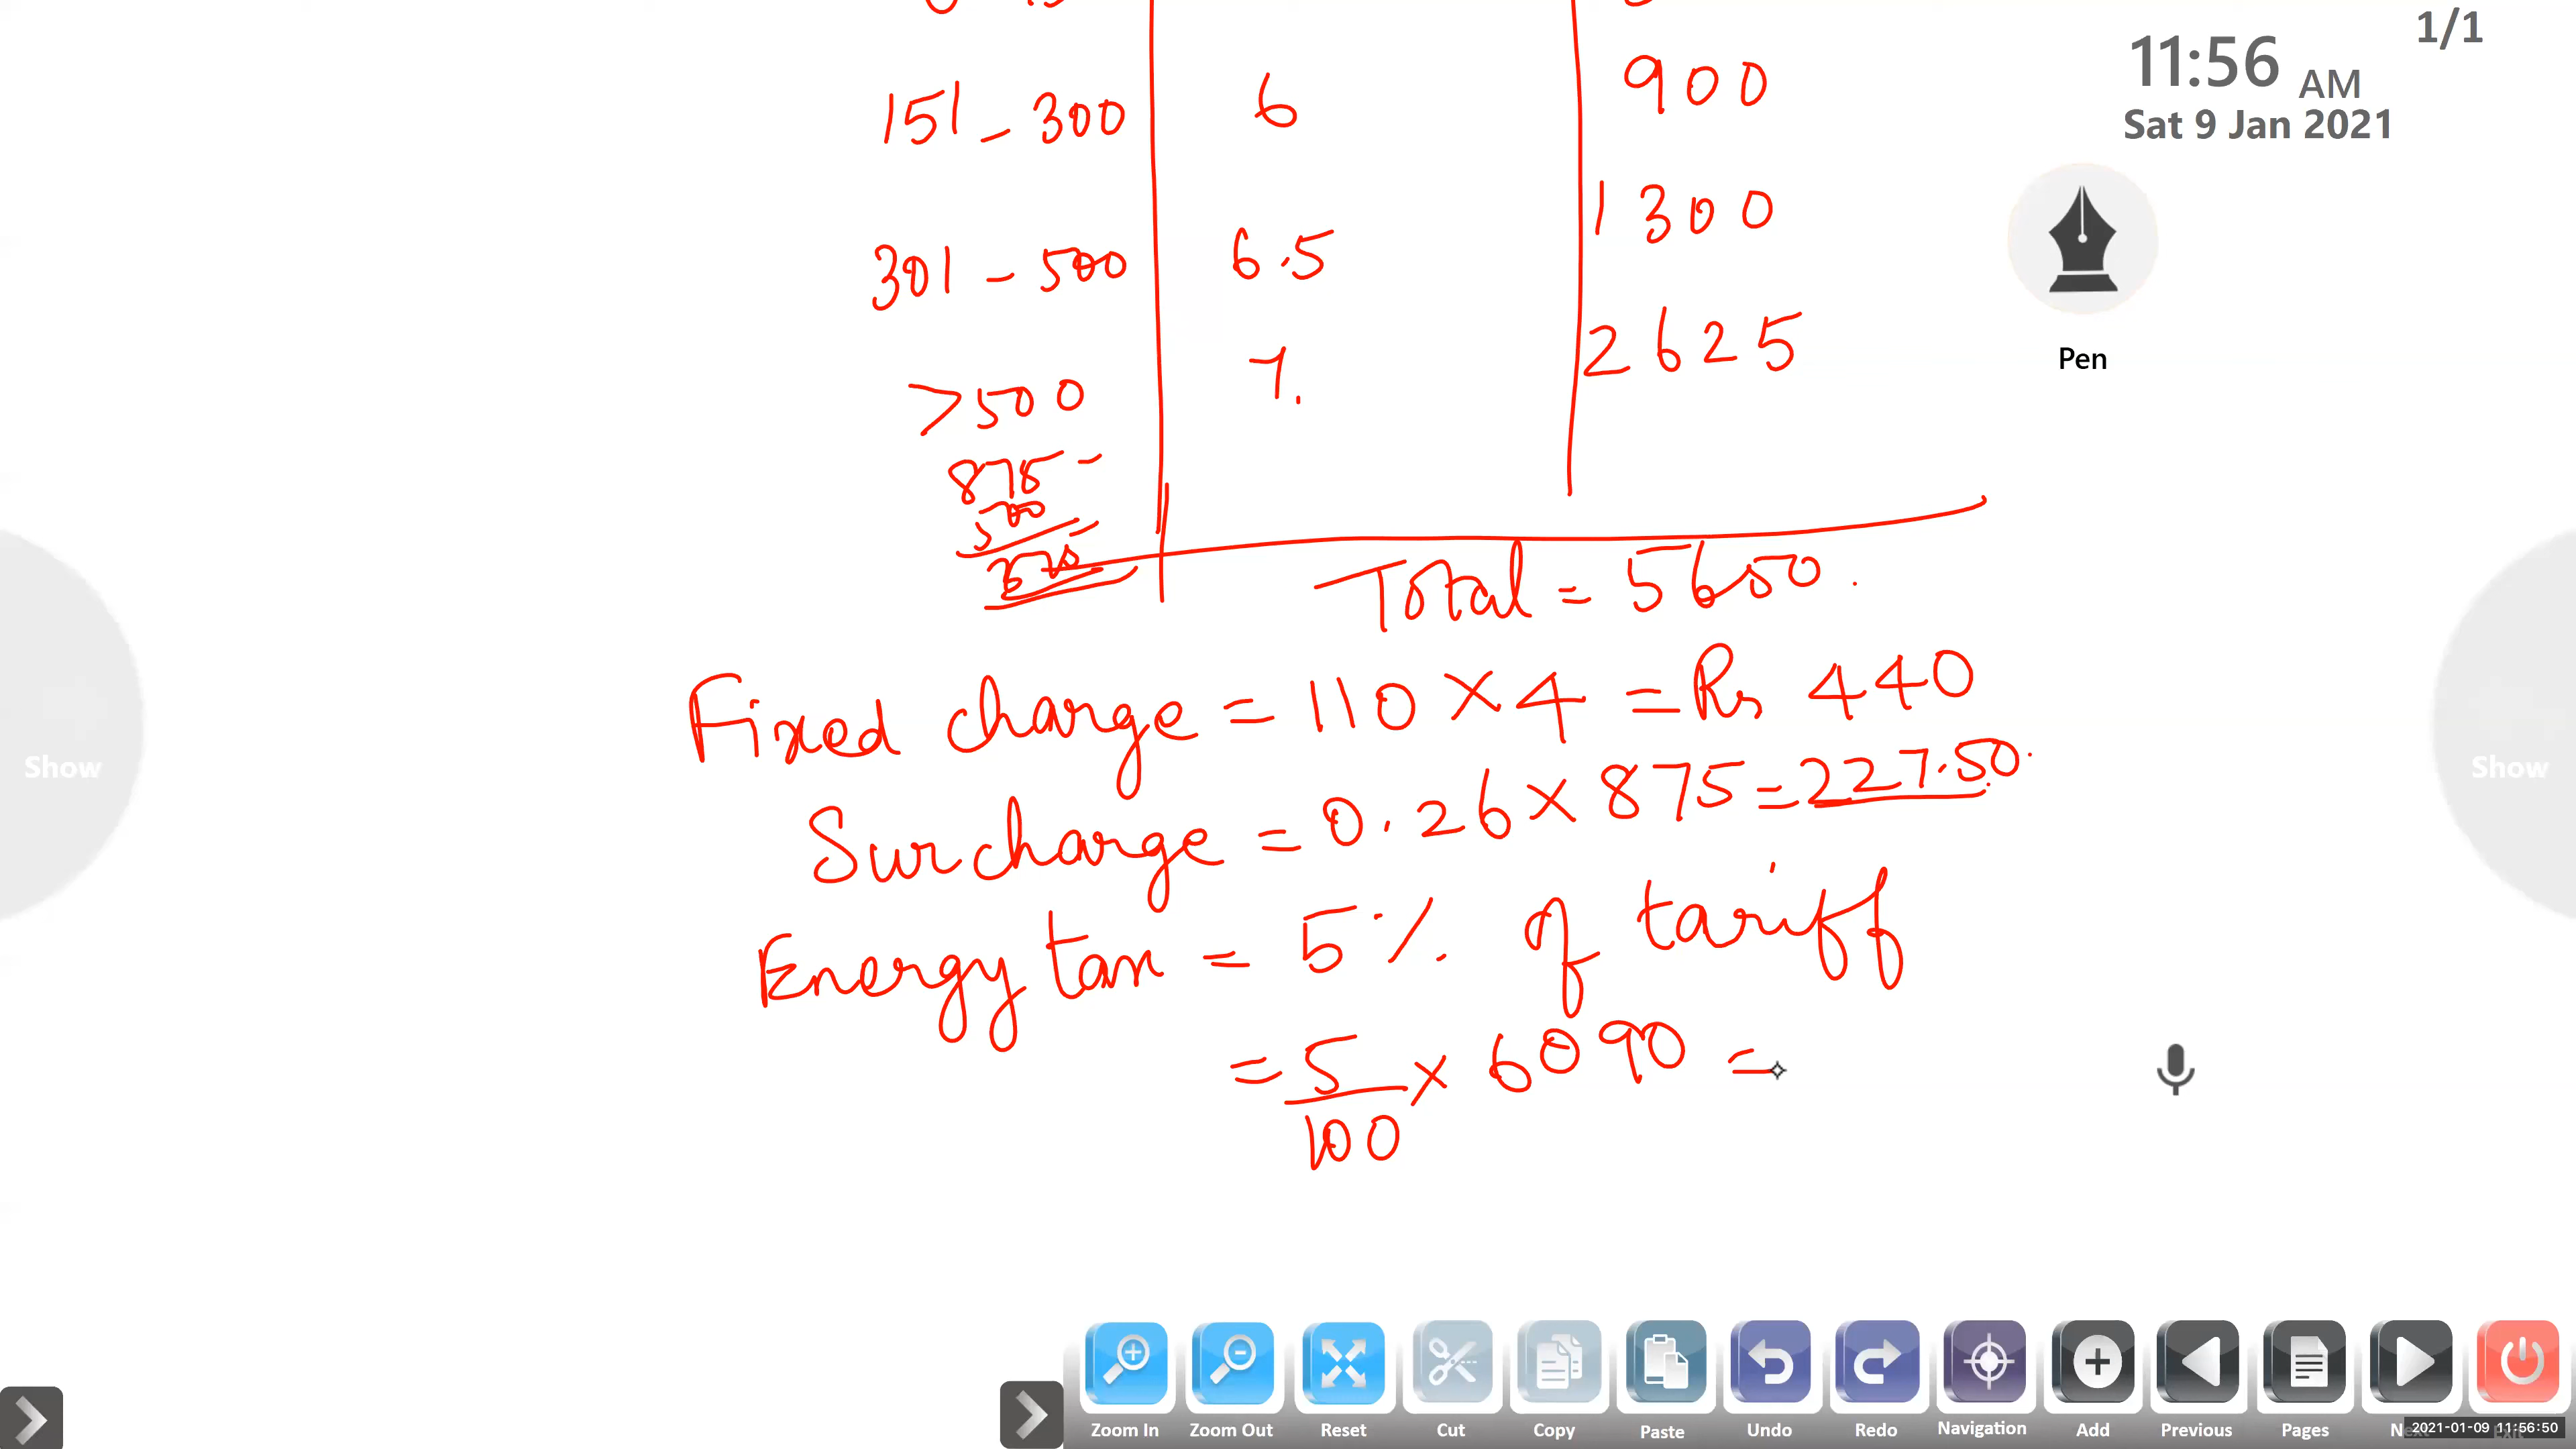 1/1
11:56 AM
Sat 9 Jan 2021
Pen
151 - 300 6 900
301 - 500 6.5 1300
>500 7. 2625
875 -
500
375
Total = 5650.
Fixed charge = 110 × 4 = Rs 440
Surcharge = 0.26 × 875 = 227.50.
Energy tax = 5% of tariff
= 5/100 × 6090 =
Show
Show
Zoom In Zoom Out Reset Cut Copy Paste Undo Redo Navigation Add Previous Pages
2021-01-09 11:56:50